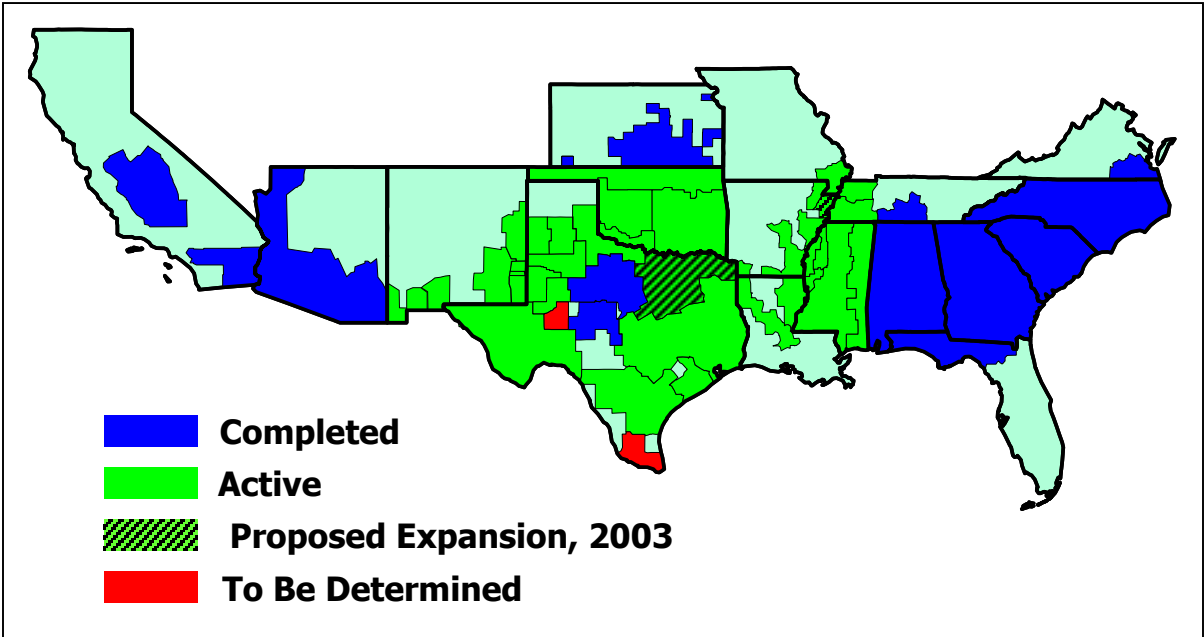 Completed
Active
Proposed Expansion, 2003
To Be Determined